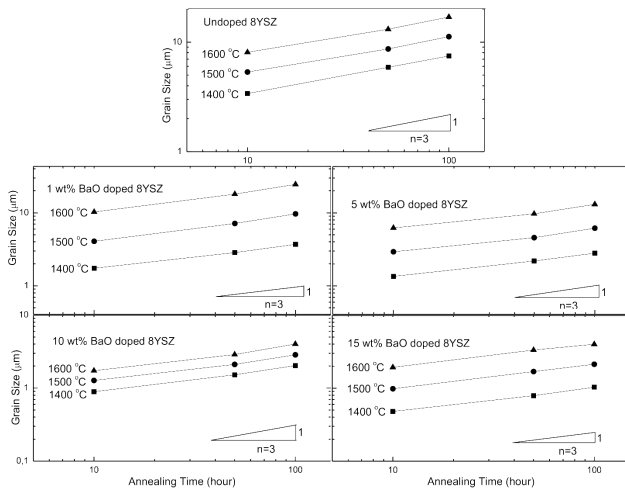 Undoped 8YSZ
10
1600 °C
1500 °C
1400 °C
Grain Size (μm)
1
n=3
1
10
100
1 wt% BaO doped 8YSZ
10
1600 °C
1500 °C
1400 °C
Grain Size (μm)
1
1
n=3
5 wt% BaO doped 8YSZ
1
n=3
10
10 wt% BaO doped 8YSZ
1600 °C
1500 °C
1400 °C
Grain Size (μm)
1
1
n=3
0,1
10
100
Annealing Time (hour)
15 wt% BaO doped 8YSZ
1600 °C
1500 °C
1400 °C
1
n=3
10
100
Annealing Time (hour)